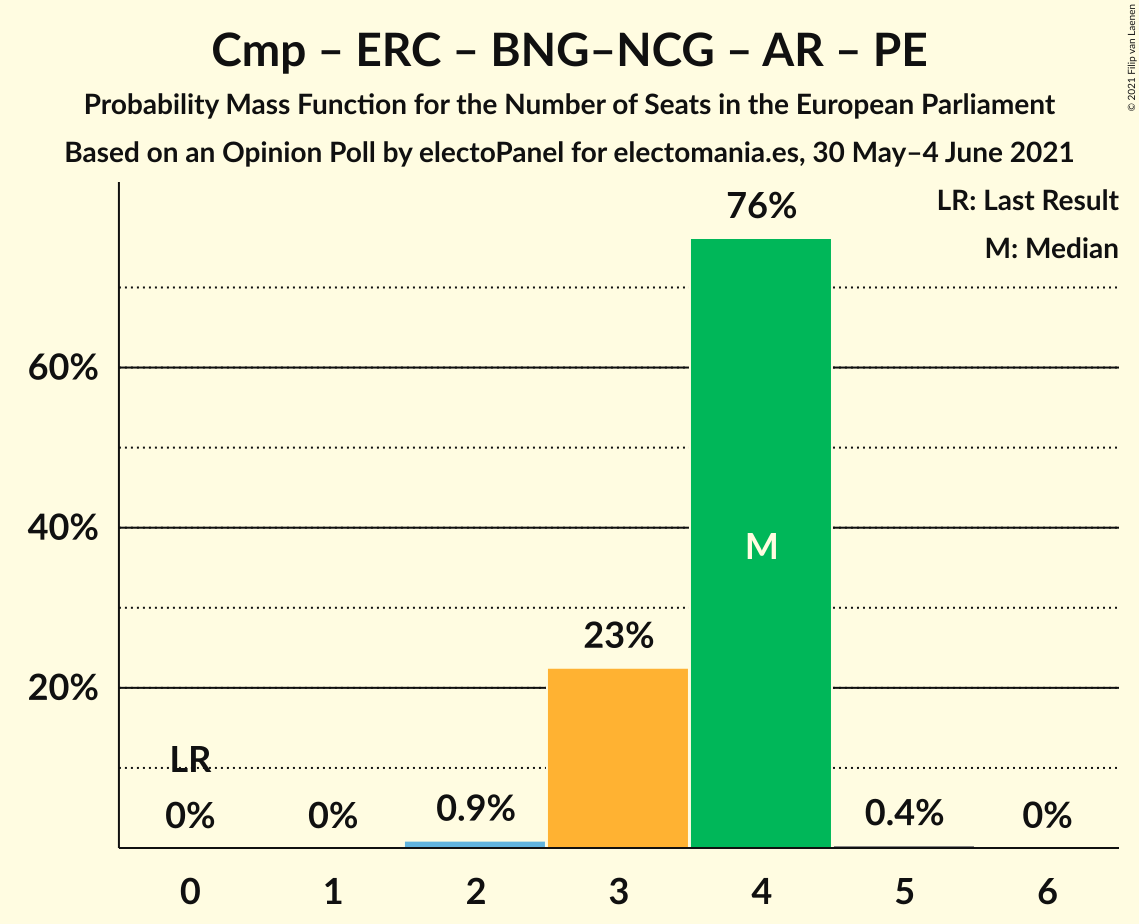 Cmp – ERC – BNG–NCG – AR – PE
Probability Mass Function for the Number of Seats in the European Parliament
Based on an Opinion Poll by electoPanel for electomania.es, 30 May–4 June 2021
© 2021 Filip van Laenen
LR: Last Result
M: Median
76%
60%
40%
M
23%
20%
LR
0%
0%
0.9%
0.4%
0%
0
1
2
3
4
5
6